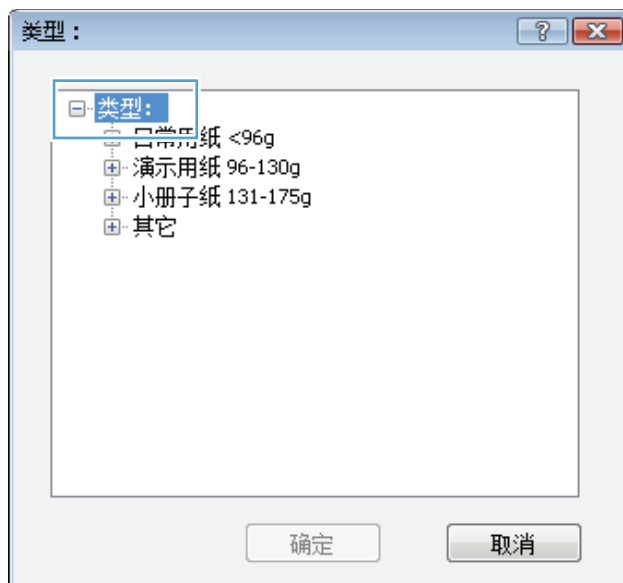 类型：
类型：
日常用纸 <96g
演示用纸 96-130g
小册子纸 131-175g
其它
确定
取消